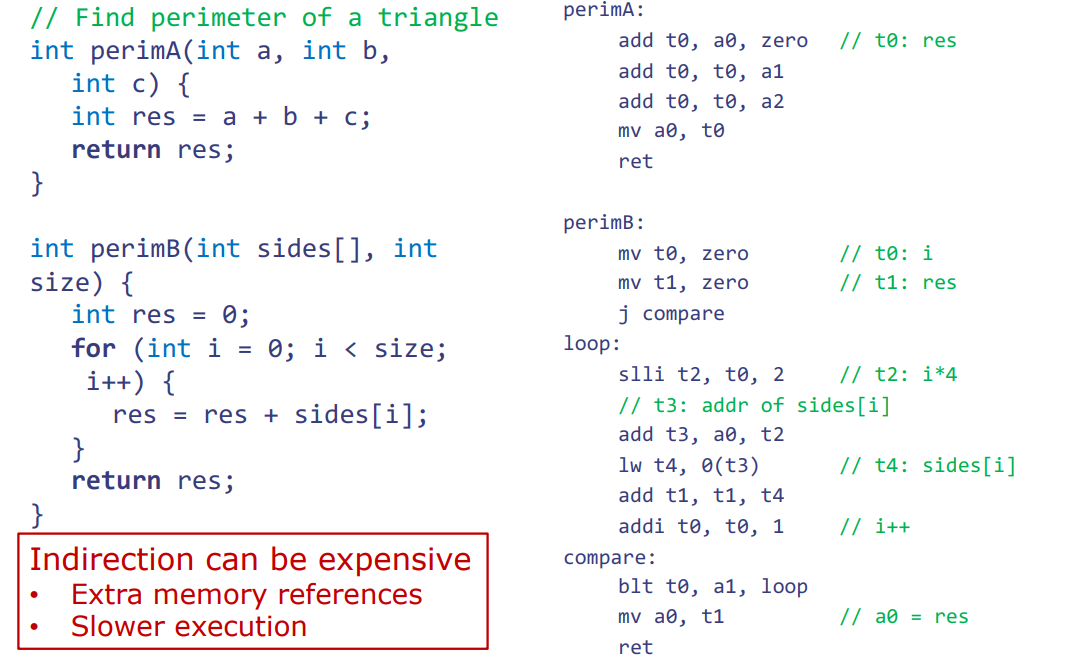 // Find perimeter of a triangle
int perimA(int a, int b,
int c) {
int res = a + b + c;
return res;
}
int perimB(int sides[], int
size) {
int res = 0;
for (int i = 0; i < size;
i++) {
res = res + sides[i];
}
return res;
}
Indirection can be expensive
• Extra memory references
• Slower execution
perimA:
add t0, a0, zero // t0: res
add t0, t0, a1
add t0, t0, a2
mv a0, t0
ret
perimB:
mv t0, zero // t0: i
mv t1, zero // t1: res
j compare
loop:
slli t2, t0, 2 // t2: i*4
// t3: addr of sides[i]
add t3, a0, t2
lw t4, 0(t3) // t4: sides[i]
add t1, t1, t4
addi t0, t0, 1 // i++
compare:
blt t0, a1, loop
mv a0, t1 // a0 = res
ret